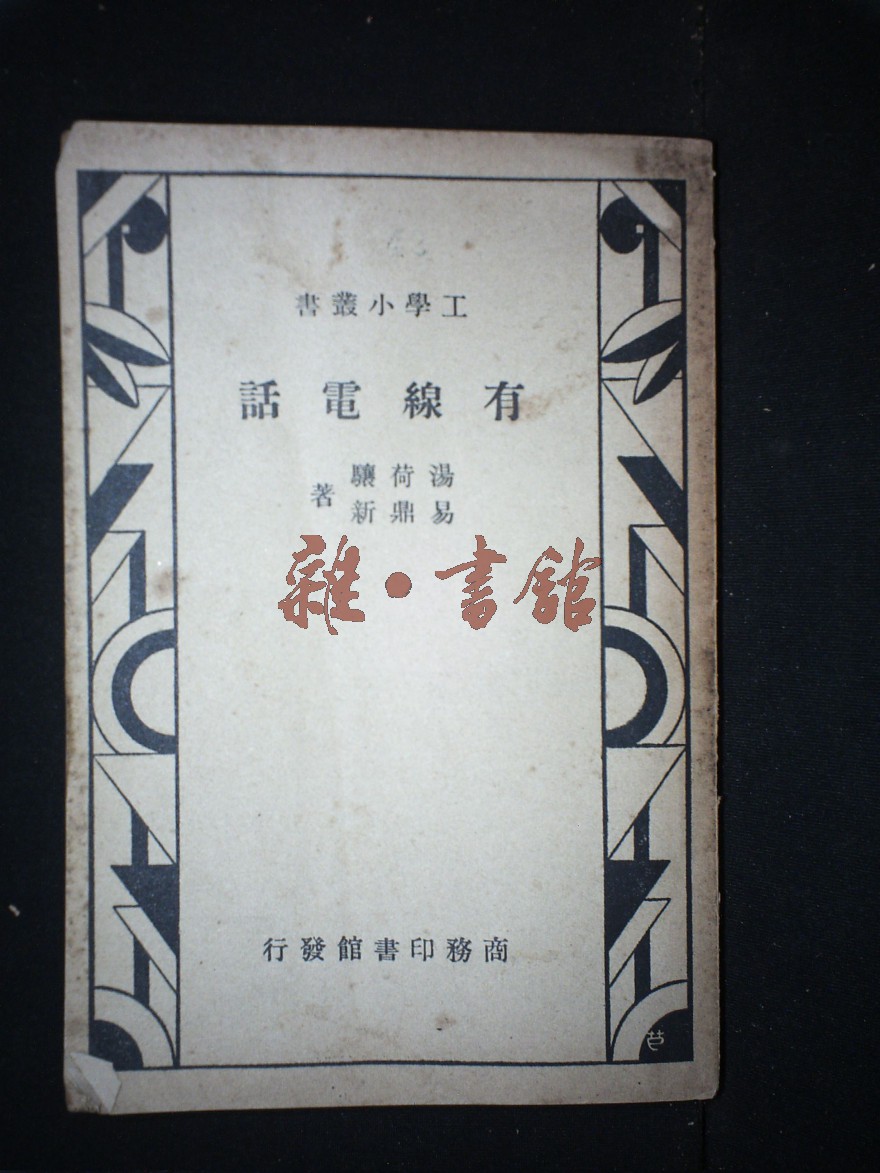 工學小叢書
有線電話
湯荷驤
易鼎新
著
雜·書館
商務印書館發行